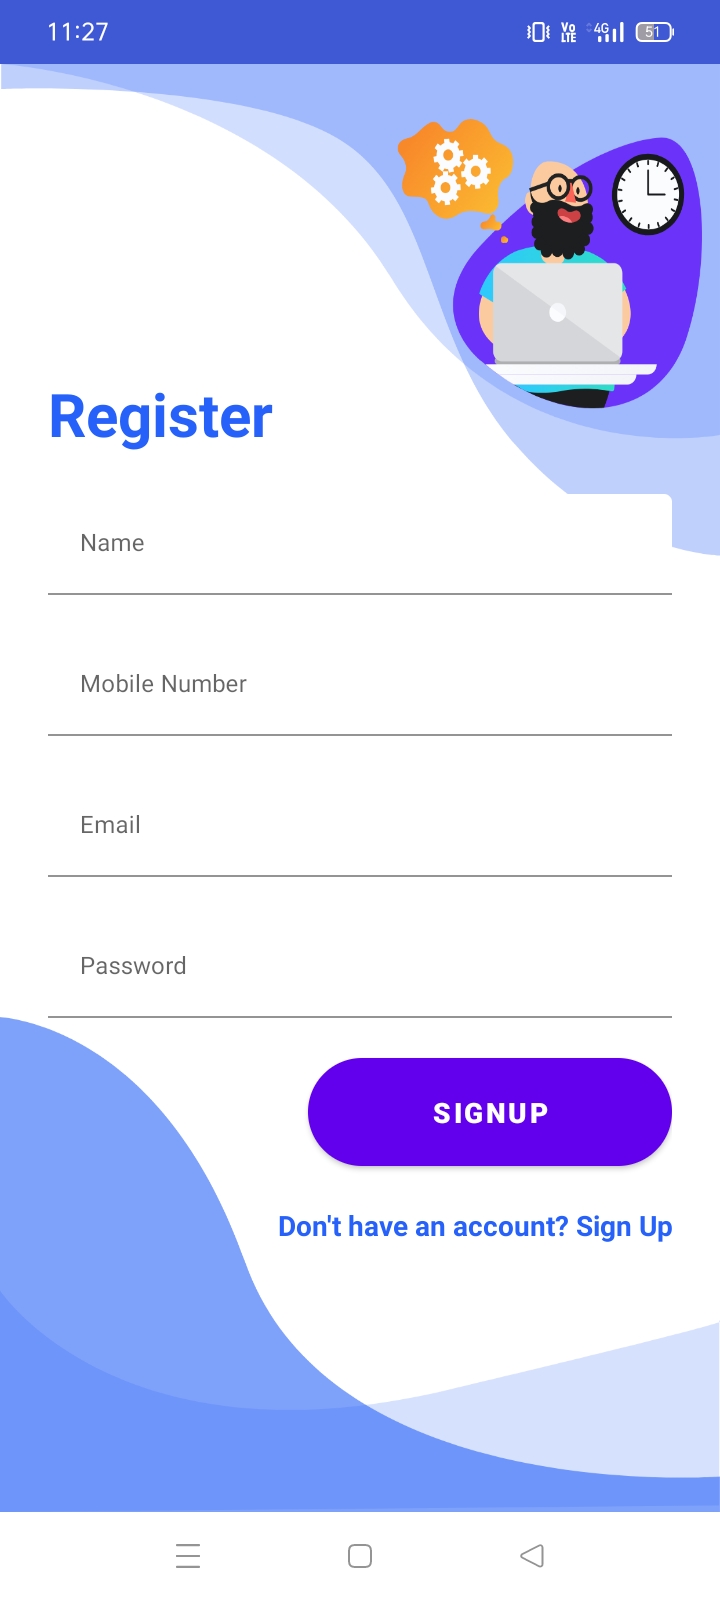 11:27
Vo LTE 4G 51
Register
Name
Mobile Number
Email
Password
SIGNUP
Don't have an account? Sign Up